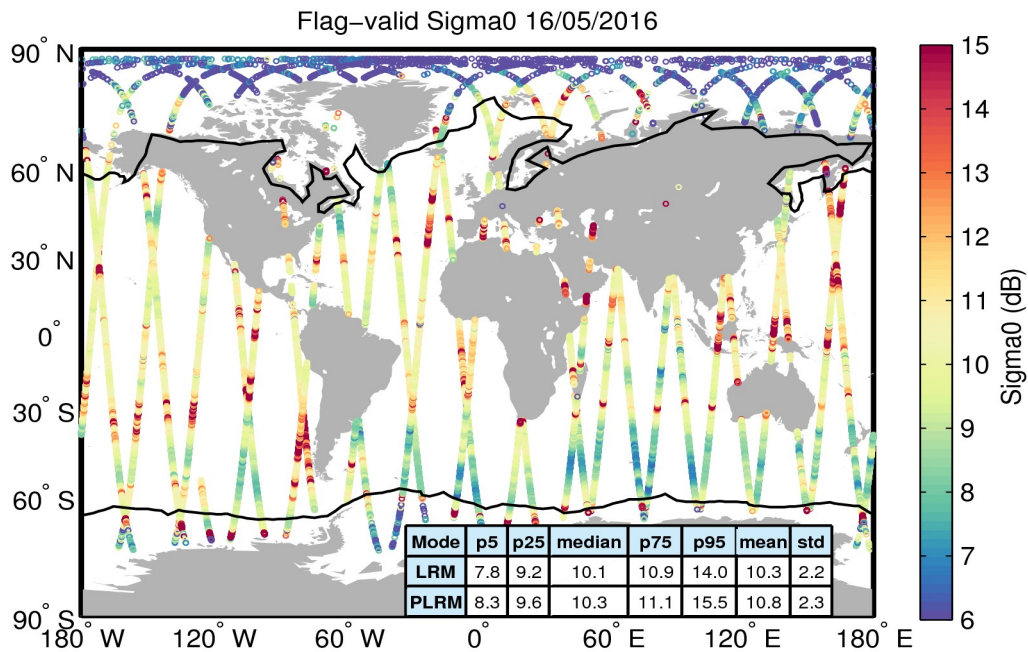 Flag−valid Sigma0 16/05/2016
90° N
60° N
30° N
0°
30° S
60° S
90° S
180° W
120° W
60° W
0°
60° E
120° E
180° E
15
14
13
12
11
10
9
8
7
6
Sigma0 (dB)
Mode p5 p25 median p75 p95 mean std
LRM 7.8 9.2 10.1 10.9 14.0 10.3 2.2
PLRM 8.3 9.6 10.3 11.1 15.5 10.8 2.3